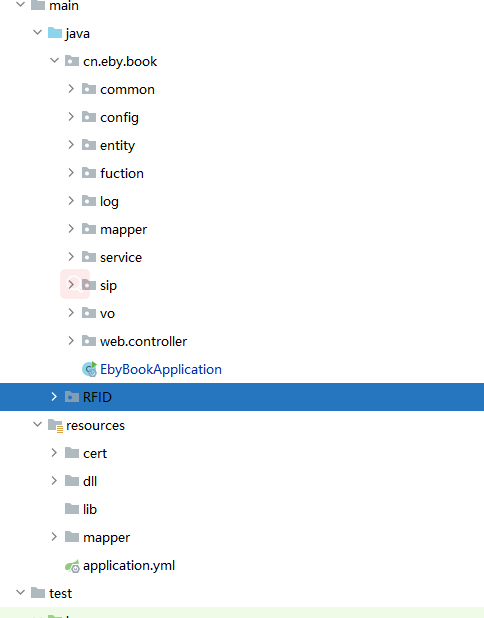 main
java
cn.eby.book
common
config
entity
fuction
log
mapper
service
sip
vo
web.controller
EbyBookApplication
RFID
resources
cert
dll
lib
mapper
application.yml
test